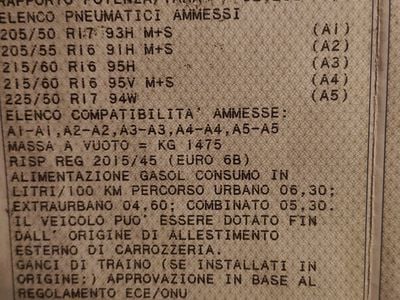 RAPPORTO POTENZA/TARA
ELENCO PNEUMATICI AMMESSI
205/50 R17 93H M+S (A1)
205/55 R16 91H M+S (A2)
215/60 R16 95H (A3)
215/60 R16 95V M+S (A4)
225/50 R17 94W (A5)
ELENCO COMPATIBILITA' AMMESSE:
A1-A1,A2-A2,A3-A3,A4-A4,A5-A5
MASSA A VUOTO = KG 1475
RISP REG 2015/45 (EURO 6B)
ALIMENTAZIONE GASOL CONSUMO IN
LITRI/100 KM PERCORSO URBANO 06,30;
EXTRAURBANO 04,60; COMBINATO 05,30.
IL VEICOLO PUO' ESSERE DOTATO FIN
DALL' ORIGINE DI ALLESTIMENTO
ESTERNO DI CARROZZERIA.
GANCI DI TRAINO (SE INSTALLATI IN
ORIGINE:) APPROVAZIONE IN BASE AL
REGOLAMENTO ECE/ONU